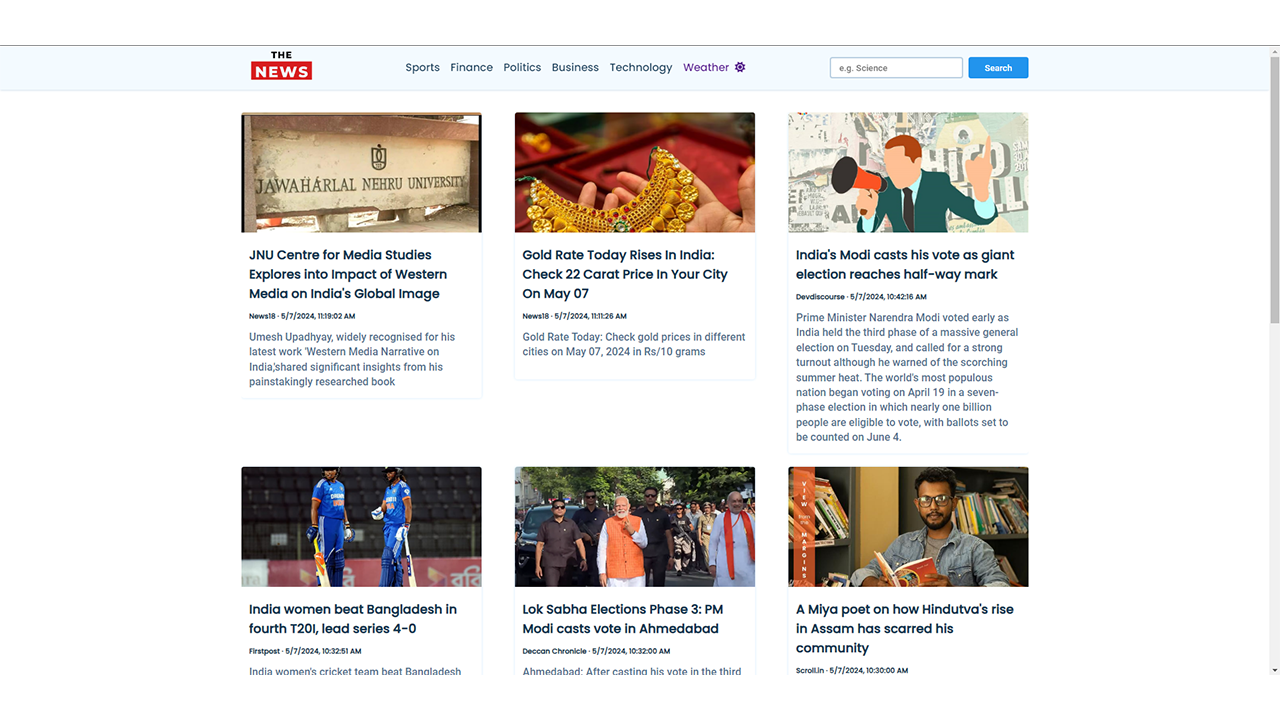 THE
NEWS
Sports Finance Politics Business Technology Weather
e.g. Science
Search
JAWAHARLAL NEHRU UNIVERSITY
JNU Centre for Media Studies
Explores into Impact of Western
Media on India's Global Image
News18 · 5/7/2024, 11:19:02 AM
Umesh Upadhyay, widely recognised for his
latest work 'Western Media Narrative on
India,'shared significant insights from his
painstakingly researched book
Gold Rate Today Rises In India:
Check 22 Carat Price In Your City
On May 07
News18 · 5/7/2024, 11:11:26 AM
Gold Rate Today: Check gold prices in different
cities on May 07, 2024 in Rs/10 grams
India's Modi casts his vote as giant
election reaches half-way mark
Devdiscourse · 5/7/2024, 10:42:16 AM
Prime Minister Narendra Modi voted early as
India held the third phase of a massive general
election on Tuesday, and called for a strong
turnout although he warned of the scorching
summer heat. The world's most populous
nation began voting on April 19 in a seven-
phase election in which nearly one billion
people are eligible to vote, with ballots set to
be counted on June 4.
India women beat Bangladesh in
fourth T20I, lead series 4-0
Firstpost · 5/7/2024, 10:32:51 AM
India women's cricket team beat Bangladesh
Lok Sabha Elections Phase 3: PM
Modi casts vote in Ahmedabad
Deccan Chronicle · 5/7/2024, 10:32:00 AM
Ahmedabad: After casting his vote in the third
VIEW
from
the
MARGINS
A Miya poet on how Hindutva's rise
in Assam has scarred his
community
Scroll.in · 5/7/2024, 10:30:00 AM